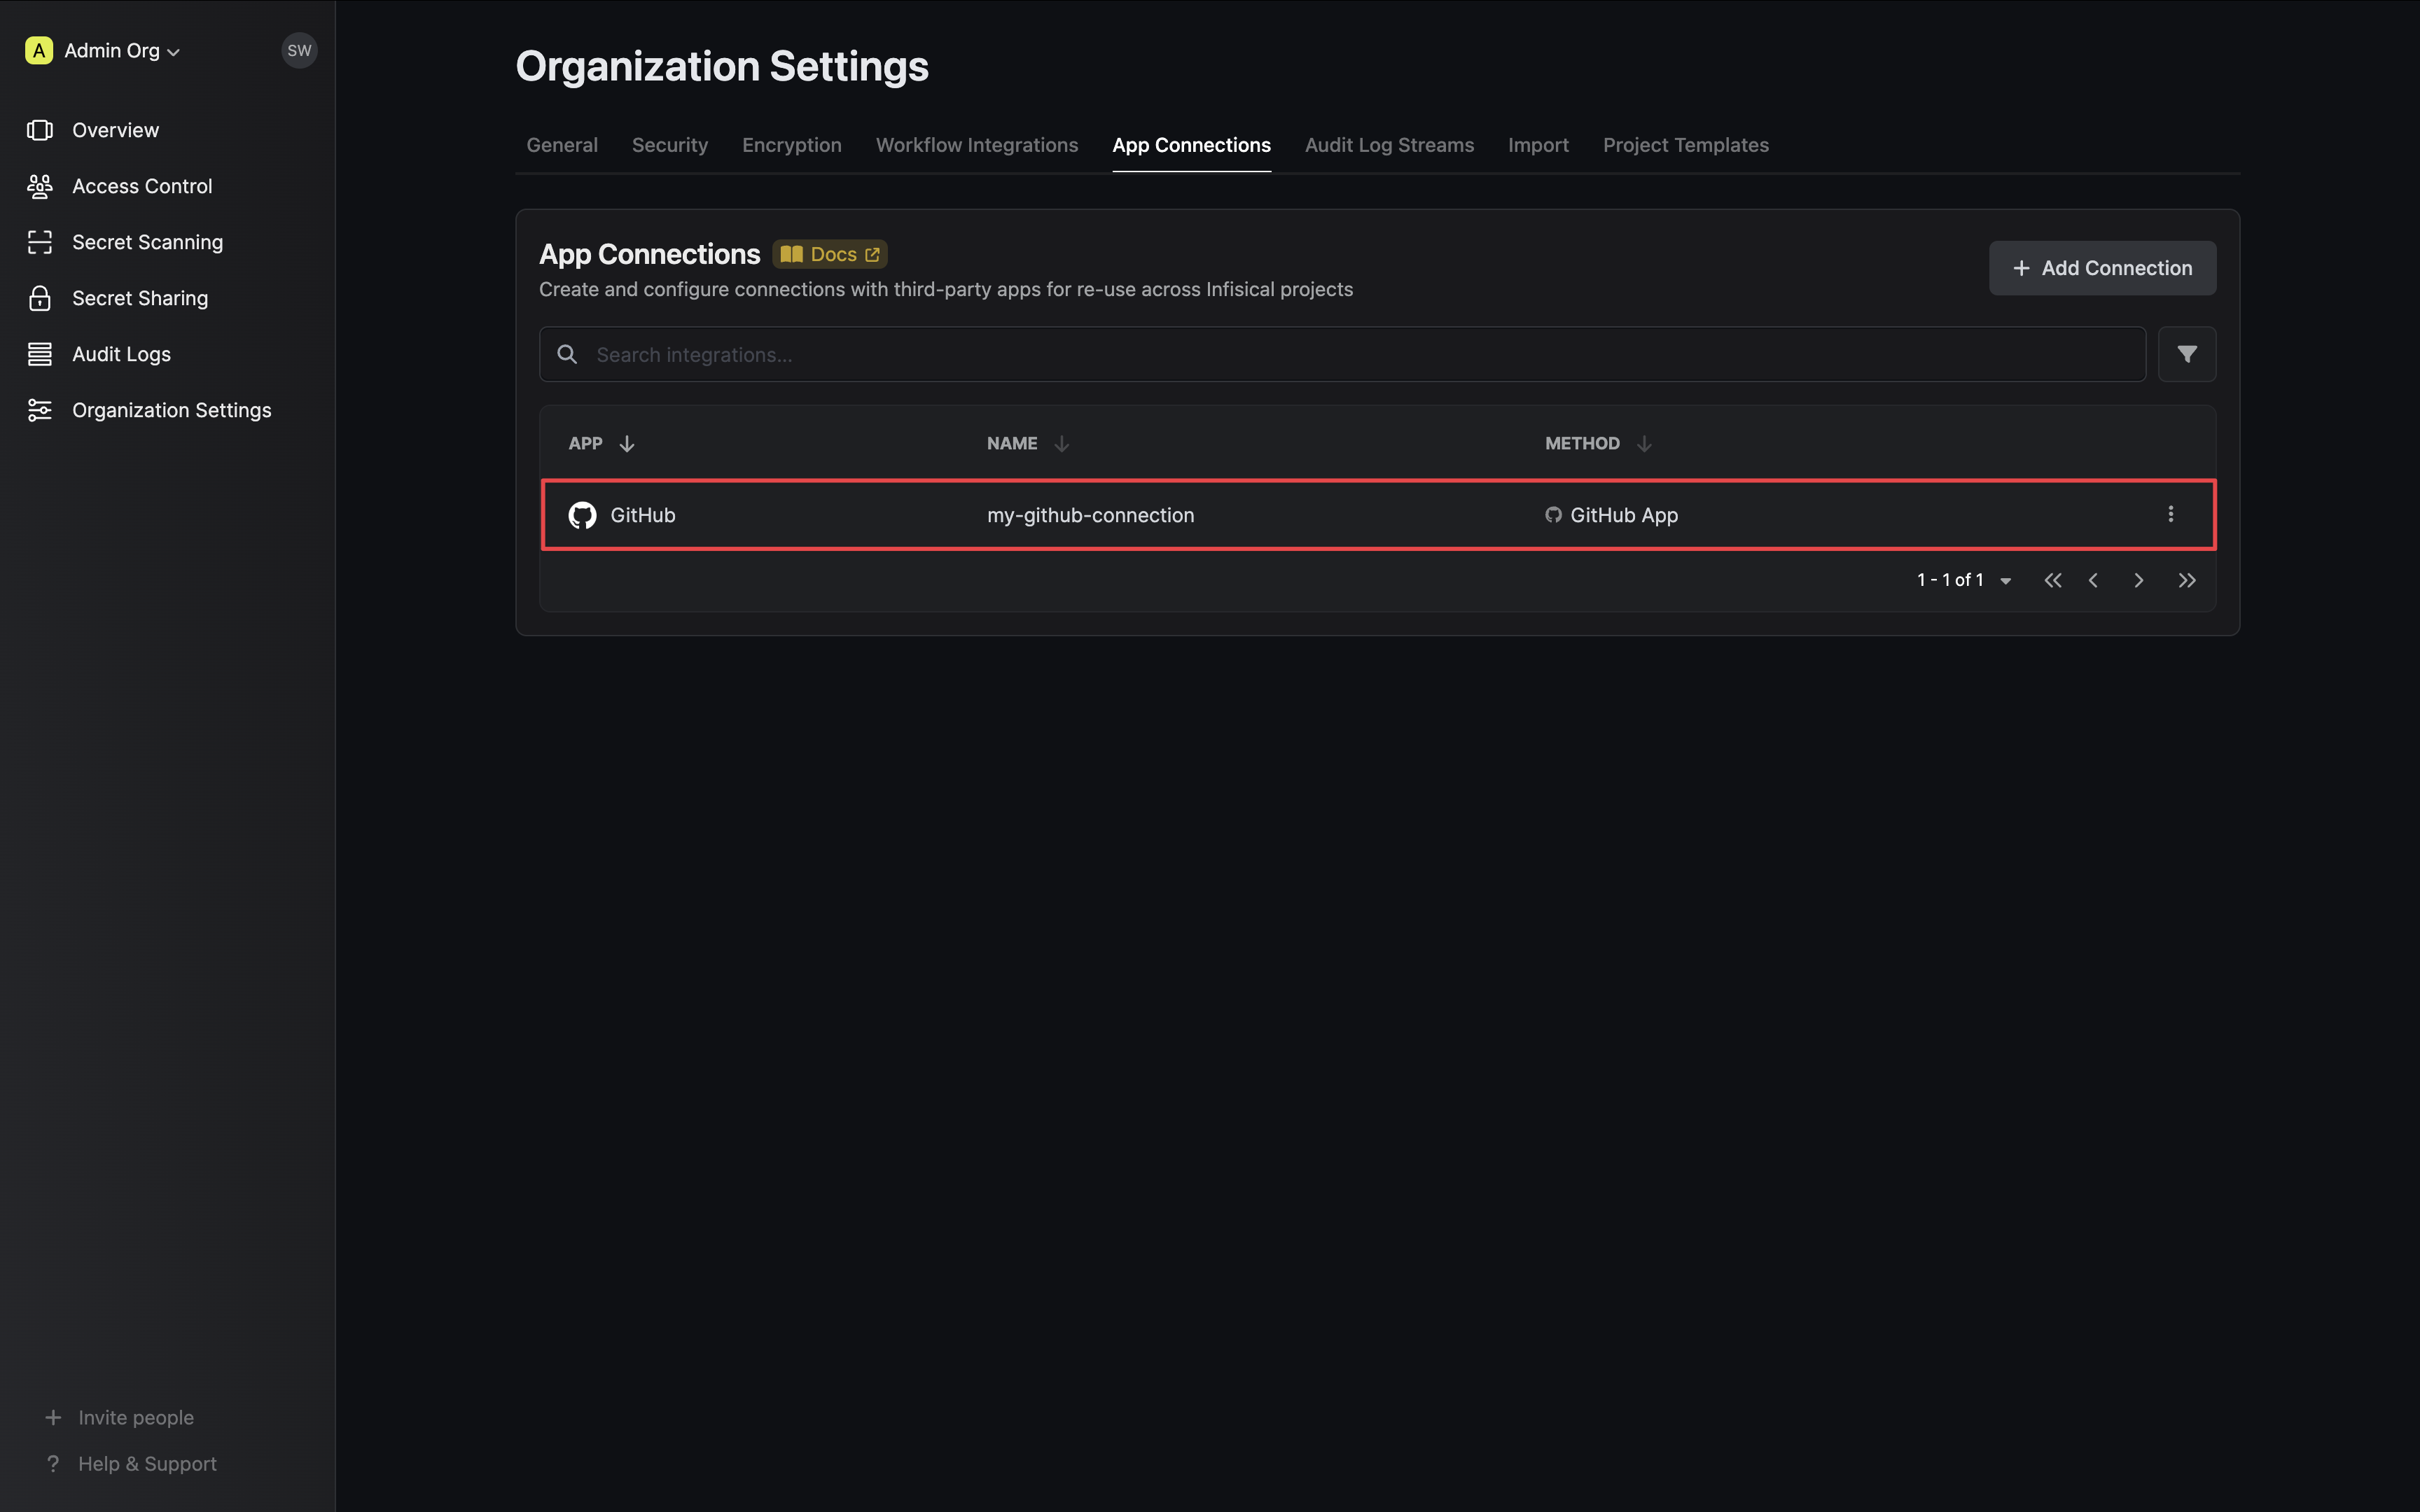 A Admin Org SW
Overview
Access Control
Secret Scanning
Secret Sharing
Audit Logs
Organization Settings
Invite people
? Help & Support
Organization Settings
General Security Encryption Workflow Integrations App Connections Audit Log Streams Import Project Templates
App Connections Docs
Create and configure connections with third-party apps for re-use across Infisical projects
+ Add Connection
Search integrations...
APP NAME METHOD
GitHub my-github-connection GitHub App
1 - 1 of 1